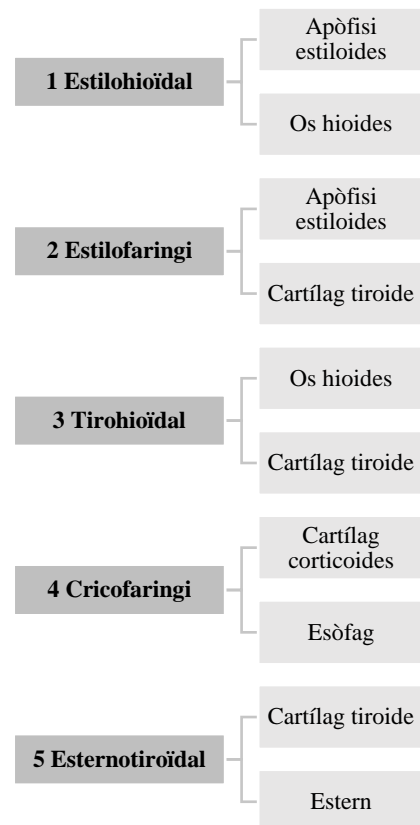 Apòfisi
estiloides
1 Estilohioïdal
Os hioides
Apòfisi
estiloides
2 Estilofaringi
Cartílag tiroide
Os hioides
3 Tirohioïdal
Cartílag tiroide
Cartílag
corticoides
4 Cricofaringi
Esòfag
Cartílag tiroide
5 Esternotiroïdal
Estern